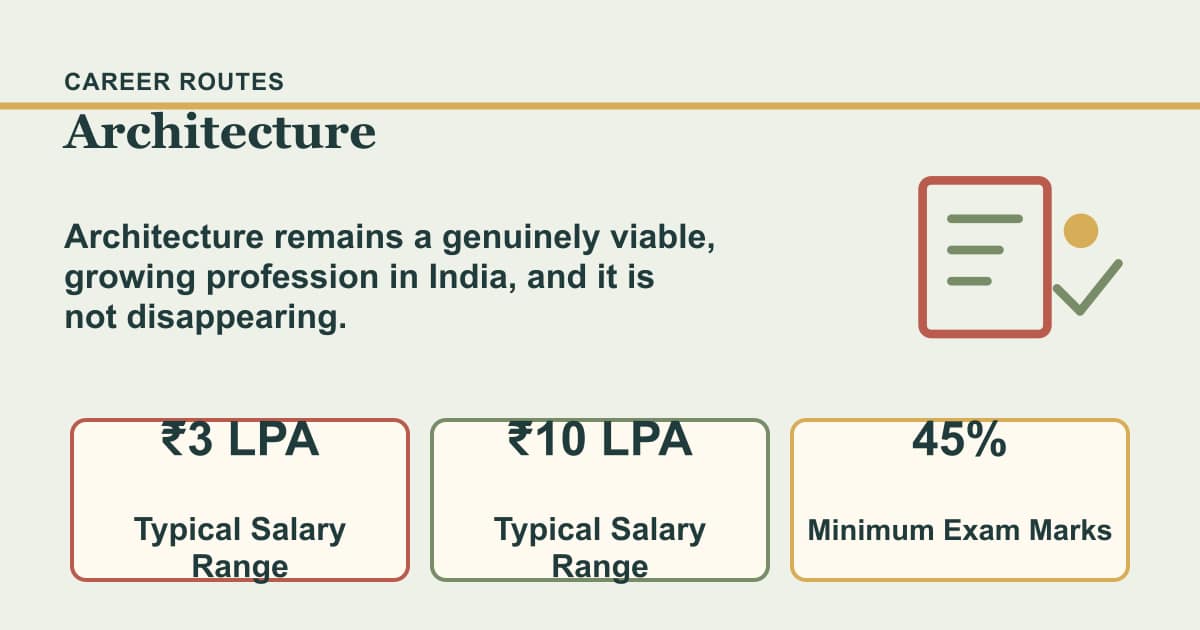 CAREER ROUTES
Architecture
Architecture remains a genuinely viable,
growing profession in India, and it is
not disappearing.
₹3 LPA
Typical Salary
Range
₹10 LPA
Typical Salary
Range
45%
Minimum Exam Marks